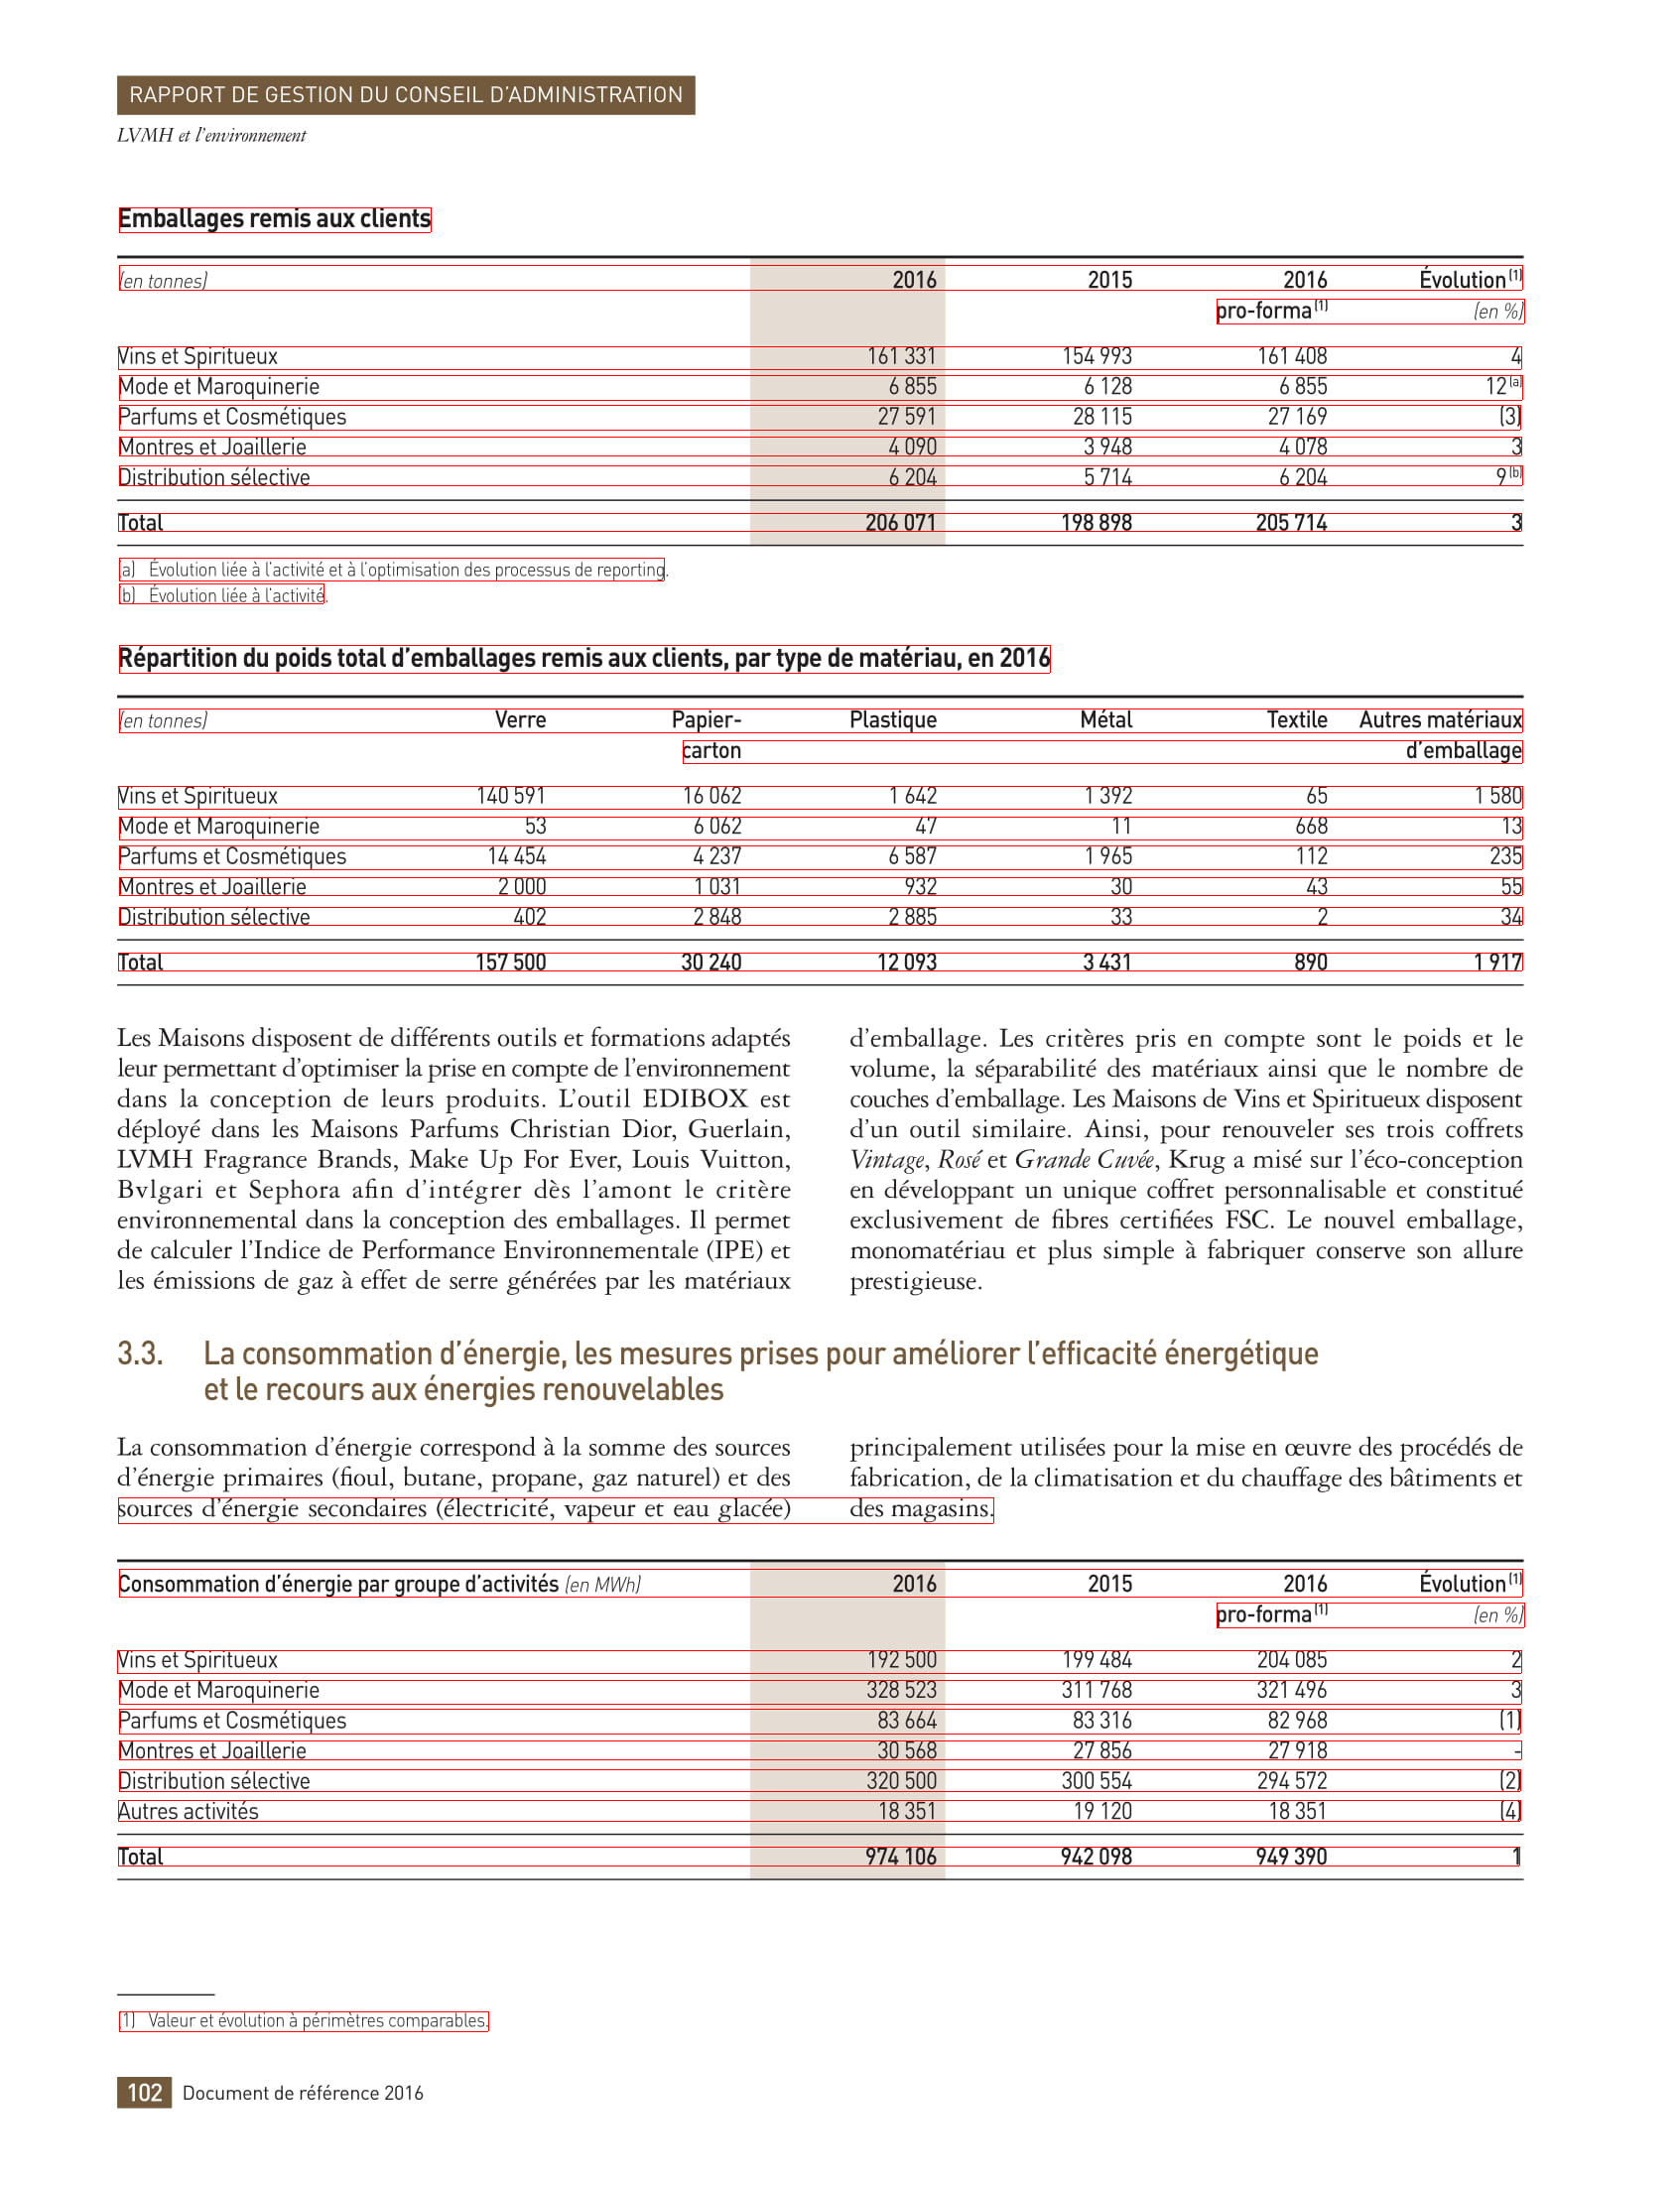 RAPPORT DE GESTION DU CONSEIL D’ADMINISTRATION
LVMH et l’environnement
Emballages remis aux clients
(en tonnes) 2016 2015 2016 Évolution (1)
pro-forma (1) (en %)
Vins et Spiritueux 161 331 154 993 161 408 4
Mode et Maroquinerie 6 855 6 128 6 855 12 (a)
Parfums et Cosmétiques 27 591 28 115 27 169 (3)
Montres et Joaillerie 4 090 3 948 4 078 3
Distribution sélective 6 204 5 714 6 204 9 (b)
Total 206 071 198 898 205 714 3
(a) Évolution liée à l’activité et à l’optimisation des processus de reporting.
(b) Évolution liée à l’activité.
Répartition du poids total d’emballages remis aux clients, par type de matériau, en 2016
(en tonnes) Verre Papier- Plastique Métal Textile Autres matériaux
carton d’emballage
Vins et Spiritueux 140 591 16 062 1 642 1 392 65 1 580
Mode et Maroquinerie 53 6 062 47 11 668 13
Parfums et Cosmétiques 14 454 4 237 6 587 1 965 112 235
Montres et Joaillerie 2 000 1 031 932 30 43 55
Distribution sélective 402 2 848 2 885 33 2 34
Total 157 500 30 240 12 093 3 431 890 1 917
Les Maisons disposent de différents outils et formations adaptés
leur permettant d’optimiser la prise en compte de l’environnement
dans la conception de leurs produits. L’outil EDIBOX est
déployé dans les Maisons Parfums Christian Dior, Guerlain,
LVMH Fragrance Brands, Make Up For Ever, Louis Vuitton,
Bvlgari et Sephora afin d’intégrer dès l’amont le critère
environnemental dans la conception des emballages. Il permet
de calculer l’Indice de Performance Environnementale (IPE) et
les émissions de gaz à effet de serre générées par les matériaux
d’emballage. Les critères pris en compte sont le poids et le
volume, la séparabilité des matériaux ainsi que le nombre de
couches d’emballage. Les Maisons de Vins et Spiritueux disposent
d’un outil similaire. Ainsi, pour renouveler ses trois coffrets
Vintage, Rosé et Grande Cuvée, Krug a misé sur l’éco-conception
en développant un unique coffret personnalisable et constitué
exclusivement de fibres certifiées FSC. Le nouvel emballage,
monomatériau et plus simple à fabriquer conserve son allure
prestigieuse.
3.3. La consommation d’énergie, les mesures prises pour améliorer l’efficacité énergétique
et le recours aux énergies renouvelables
La consommation d’énergie correspond à la somme des sources
d’énergie primaires (fioul, butane, propane, gaz naturel) et des
sources d’énergie secondaires (électricité, vapeur et eau glacée)
principalement utilisées pour la mise en œuvre des procédés de
fabrication, de la climatisation et du chauffage des bâtiments et
des magasins.
Consommation d’énergie par groupe d’activités (en MWh) 2016 2015 2016 Évolution (1)
pro-forma (1) (en %)
Vins et Spiritueux 192 500 199 484 204 085 2
Mode et Maroquinerie 328 523 311 768 321 496 3
Parfums et Cosmétiques 83 664 83 316 82 968 (1)
Montres et Joaillerie 30 568 27 856 27 918 -
Distribution sélective 320 500 300 554 294 572 (2)
Autres activités 18 351 19 120 18 351 (4)
Total 974 106 942 098 949 390 1
(1) Valeur et évolution à périmètres comparables.
102 Document de référence 2016